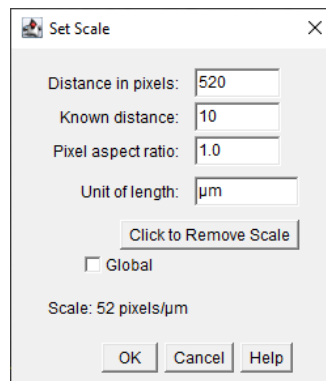 Set Scale
Distance in pixels: 520
Known distance: 10
Pixel aspect ratio: 1.0
Unit of length: µm
Click to Remove Scale
Global
Scale: 52 pixels/µm
OK Cancel Help